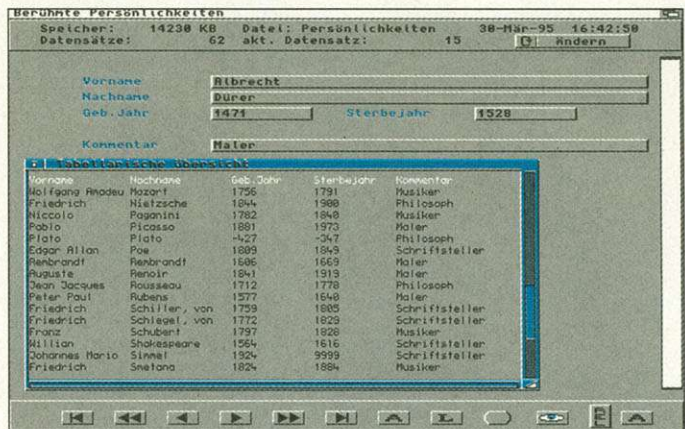 Berühmte Persönlichkeiten
Speicher: 14230 KB Datei: Persönlichkeiten 30-Mär-95 16:42:50
Datensätze: 62 akt. Datensatz: 15 ändern
Vorname Albrecht
Nachname Dürer
Geb.Jahr 1471 Sterbejahr 1528
Kommentar Maler
Tabellarische Übersicht
Vorname Nachname Geb.Jahr Sterbejahr Kommentar
Wolfgang Amadeu Mozart 1756 1791 Musiker
Friedrich Nietzsche 1844 1900 Philosoph
Niccolo Paganini 1782 1840 Musiker
Pablo Picasso 1881 1973 Maler
Plato Plato -427 -347 Philosoph
Edgar Allan Poe 1809 1849 Schriftsteller
Rembrandt Rembrandt 1606 1669 Maler
Auguste Renoir 1841 1919 Maler
Jean Jacques Rousseau 1712 1778 Philosoph
Peter Paul Rubens 1577 1640 Maler
Friedrich Schiller, von 1759 1805 Schriftsteller
Friedrich Schlegel, von 1772 1829 Schriftsteller
Franz Schubert 1797 1828 Musiker
Willian Shakespeare 1564 1616 Schriftsteller
Johannes Mario Simmel 1924 9999 Schriftsteller
Friedrich Smetana 1824 1884 Musiker
A L A